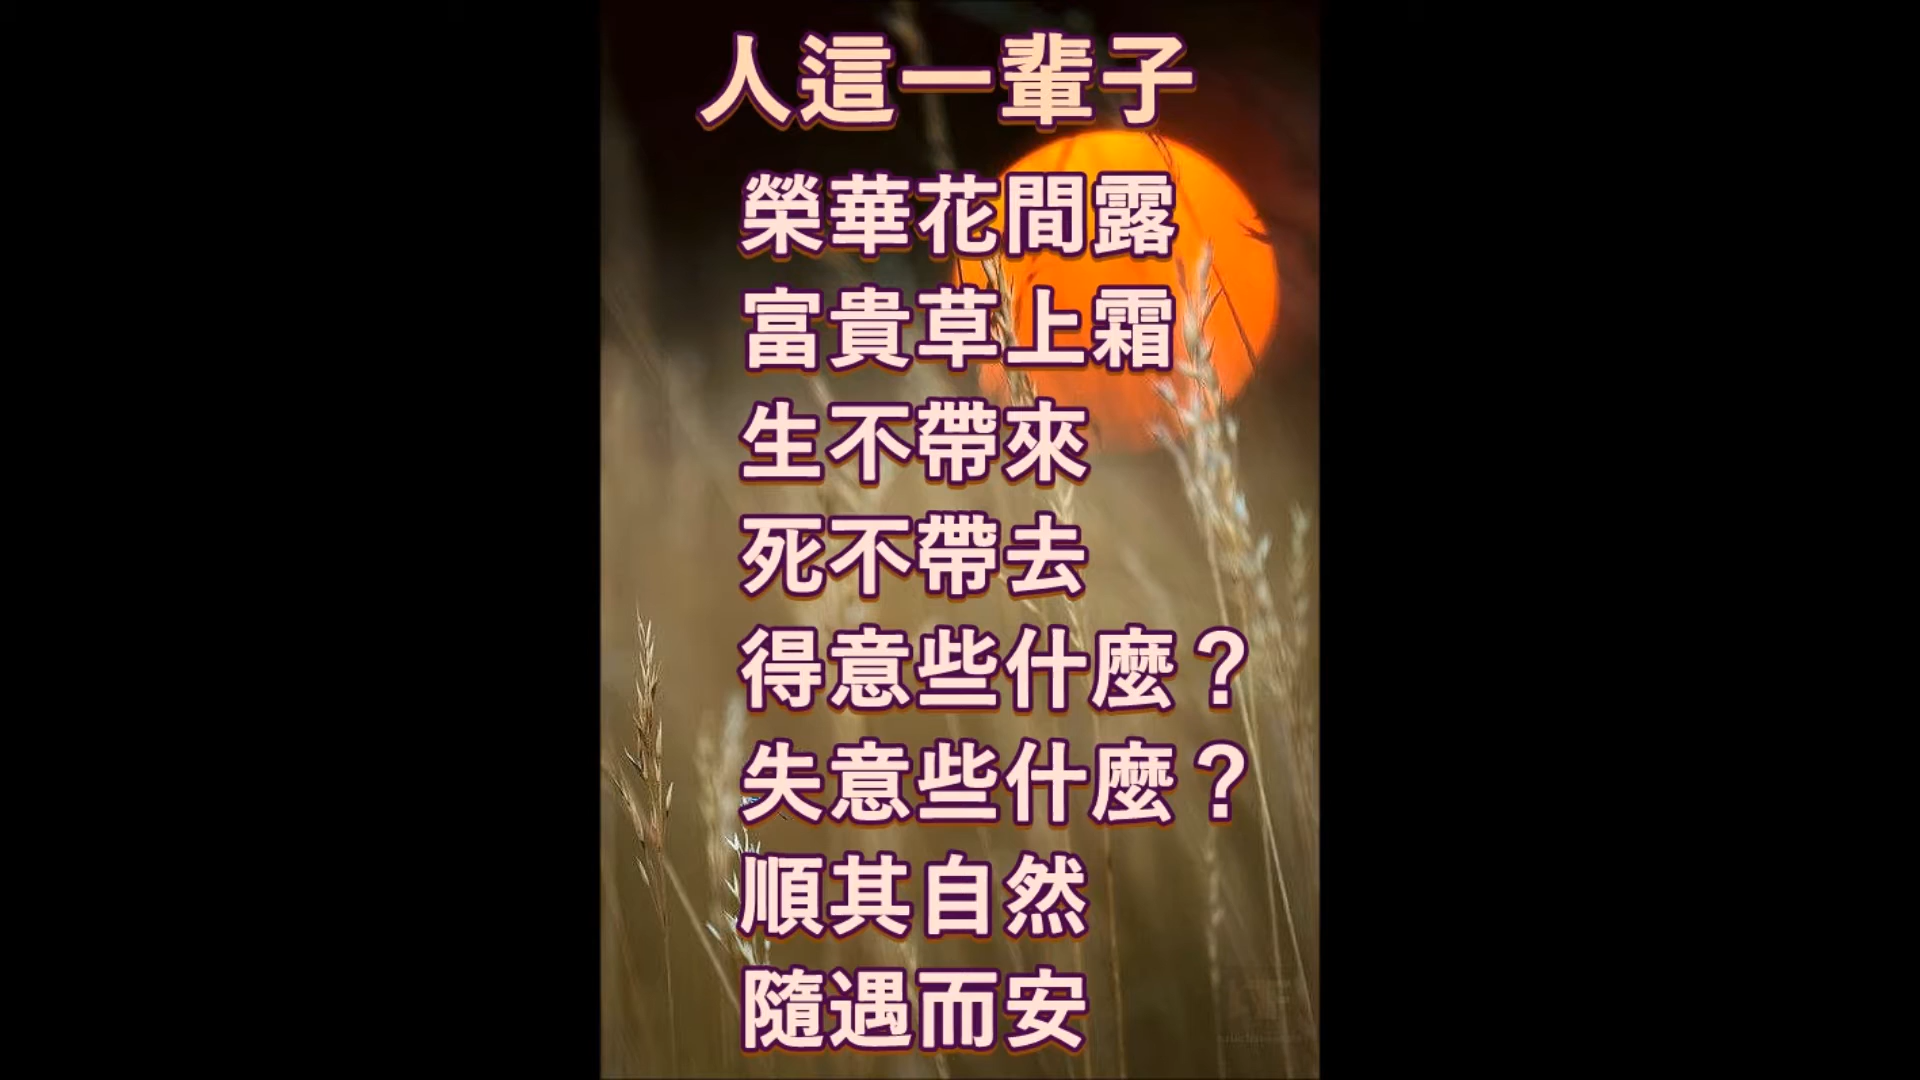 人這一輩子
榮華花間露
富貴草上霜
生不帶來
死不帶去
得意些什麼？
失意些什麼？
順其自然
隨遇而安